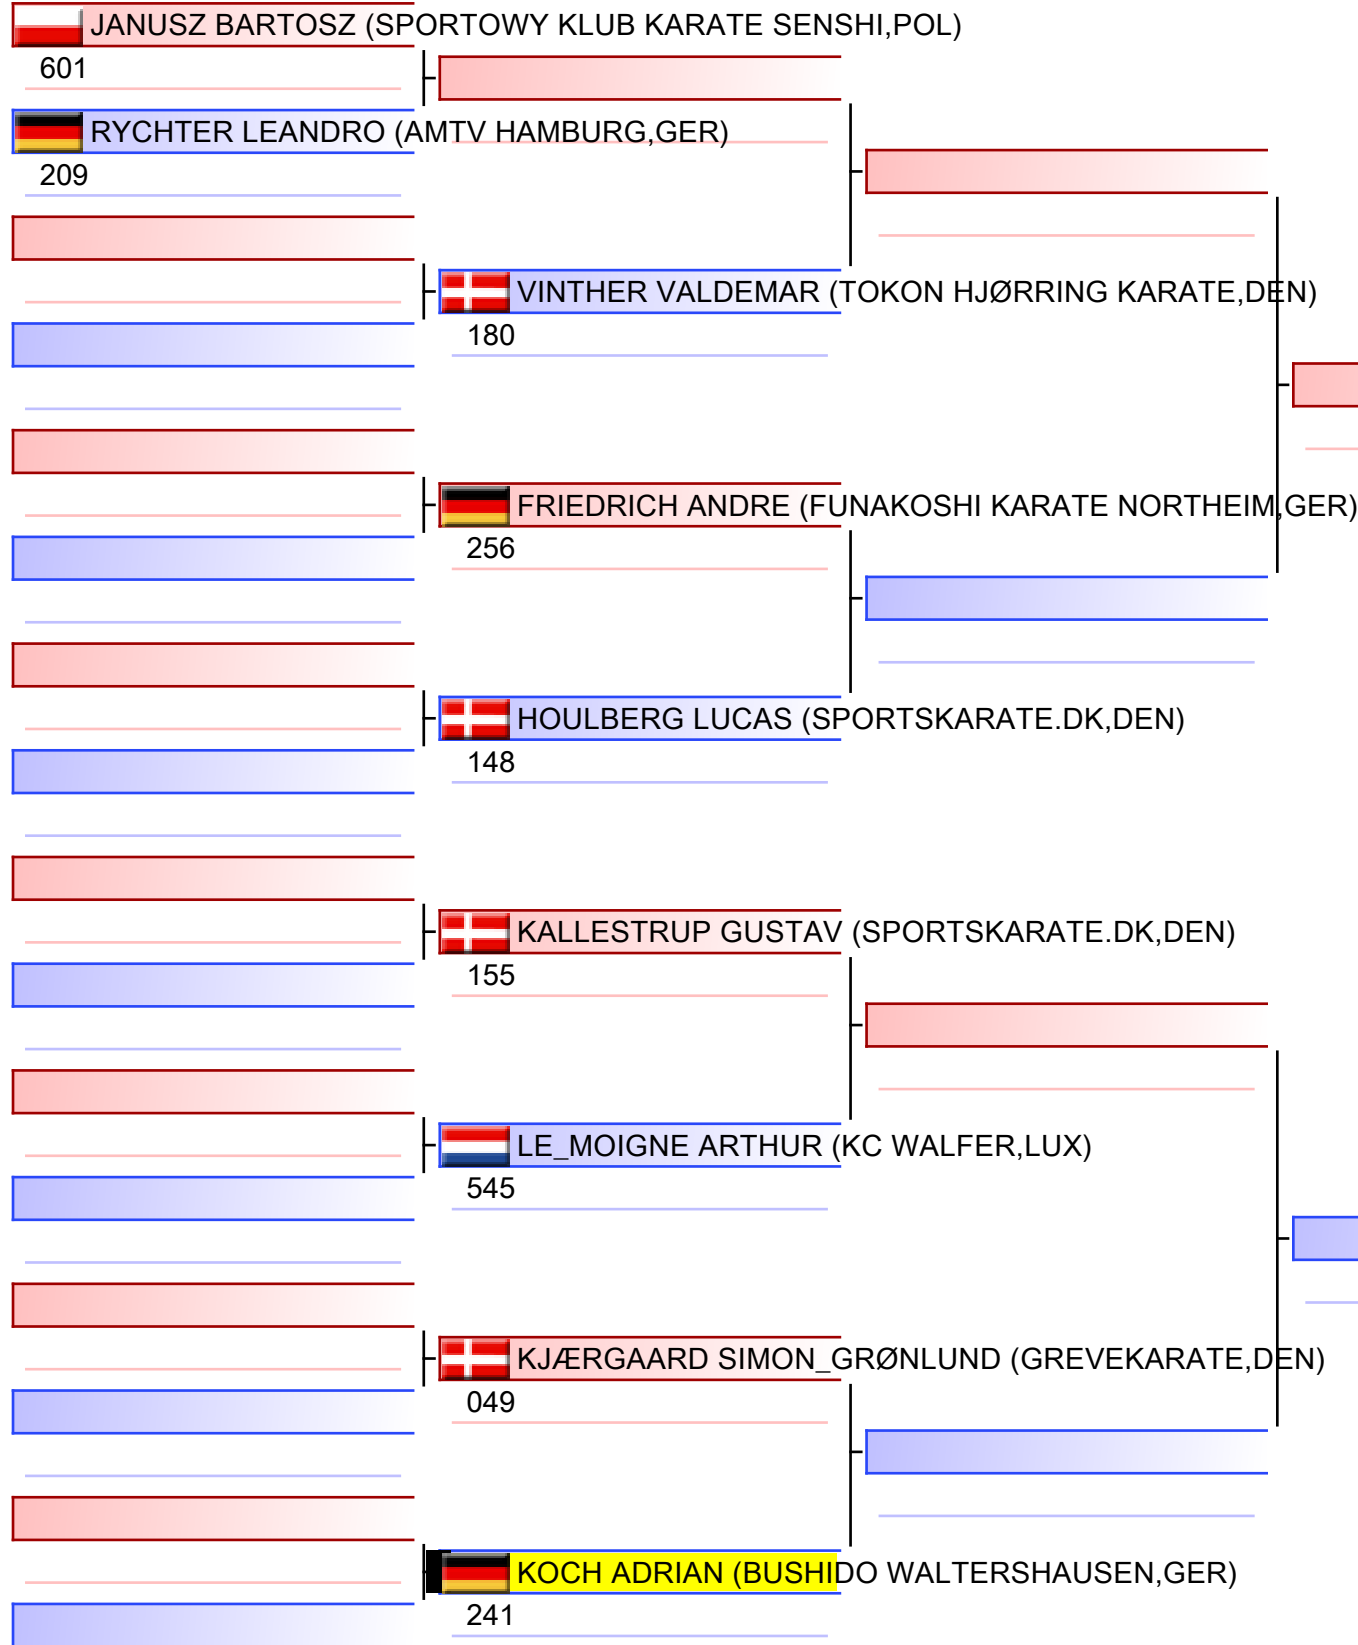 JANUSZ BARTOSZ (SPORTOWY KLUB KARATE SENSHI,POL)
601
RYCHTER LEANDRO (AMTV HAMBURG,GER)
209
VINTHER VALDEMAR (TOKON HJØRRING KARATE,DEN)
180
FRIEDRICH ANDRE (FUNAKOSHI KARATE NORTHEIM,GER)
256
HOULBERG LUCAS (SPORTSKARATE.DK,DEN)
148
KALLESTRUP GUSTAV (SPORTSKARATE.DK,DEN)
155
LE_MOIGNE ARTHUR (KC WALFER,LUX)
545
KJÆRGAARD SIMON_GRØNLUND (GREVEKARATE,DEN)
049
KOCH ADRIAN (BUSHIDO WALTERSHAUSEN,GER)
241